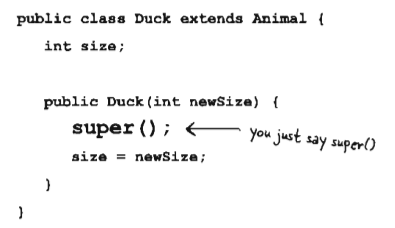 public class Duck extends Animal {
int size;
public Duck(int newSize) {
super(); you just say super()
size = newSize;
}
}